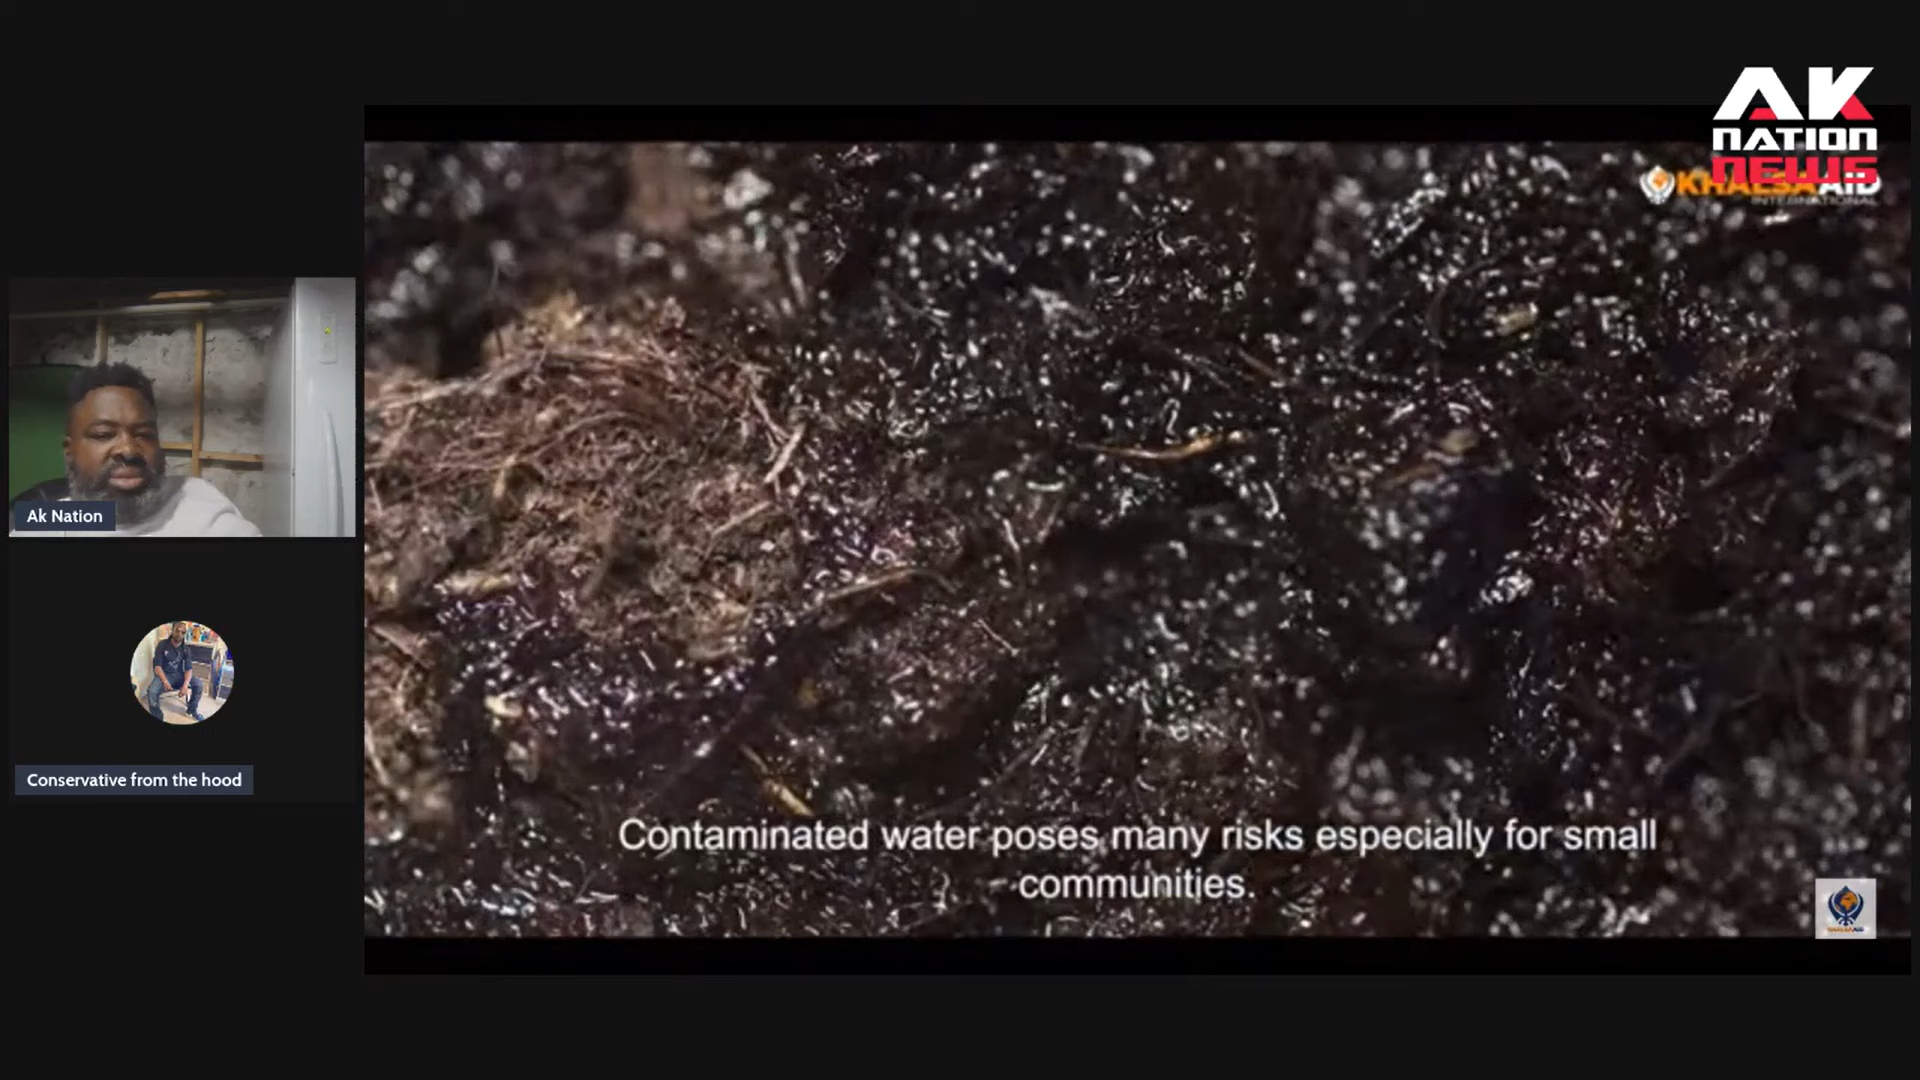 AK
NATION
NEWS
KHALSA AID
INTERNATIONAL
Ak Nation
Conservative from the hood
Contaminated water poses many risks especially for small
communities.